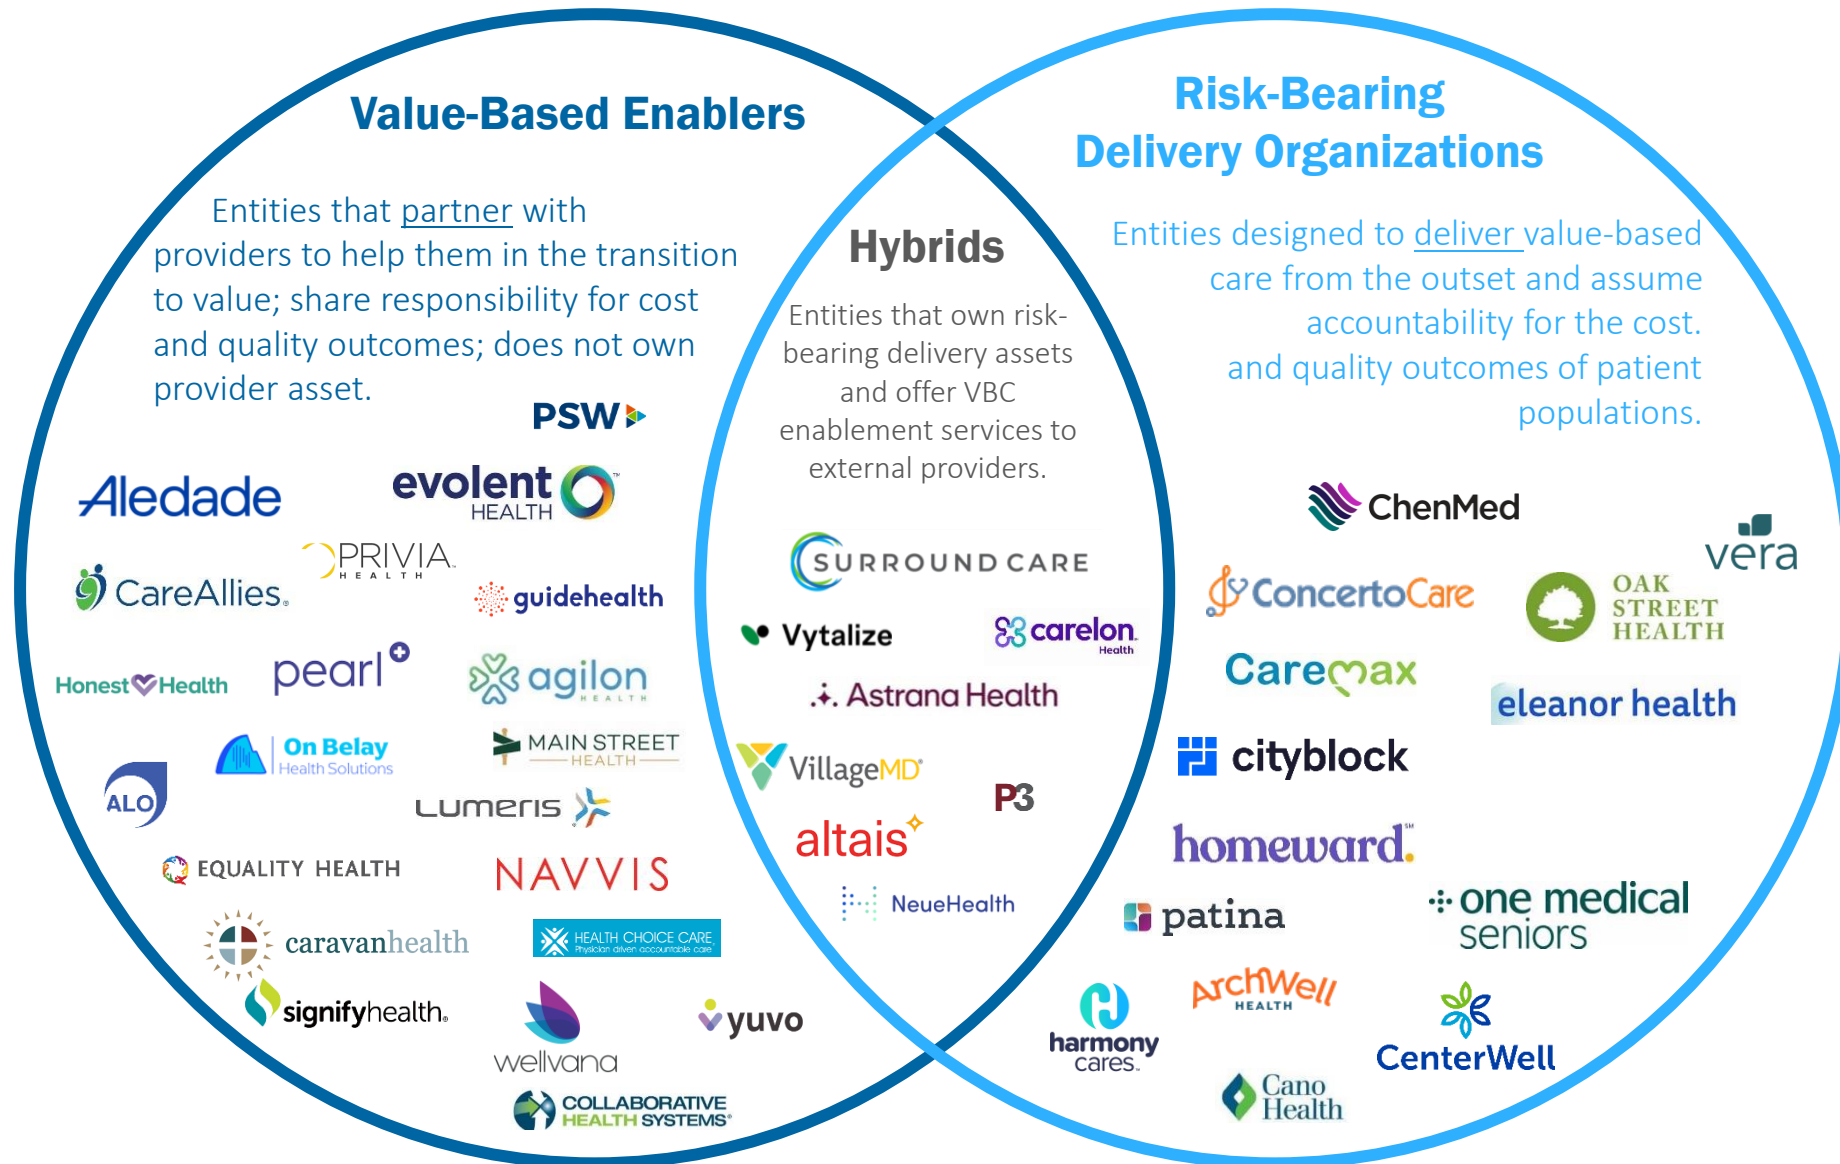 Value-Based Enablers
Entities that partner with
providers to help them in the transition
to value; share responsibility for cost
and quality outcomes; does not own
provider asset.
PSW
Aledade
evolent
HEALTH
™
PRIVIA
HEALTH
CareAllies®
guidehealth
Honest Health
pearl
agilon
HEALTH
On Belay
Health Solutions
MAIN STREET
HEALTH
ALO
LUMERIS
EQUALITY HEALTH
NAVVIS
caravanhealth
HEALTH CHOICE CARE
Physician driven accountable care
signifyhealth®
wellvana
yuvo
COLLABORATIVE
HEALTH SYSTEMS®
Hybrids
Entities that own risk-
bearing delivery assets
and offer VBC
enablement services to
external providers.
SURROUND CARE
Vytalize
carelon
Health
Astrana Health
VillageMD®
P3
altais
NeueHealth
Risk-Bearing
Delivery Organizations
Entities designed to deliver value-based
care from the outset and assume
accountability for the cost.
and quality outcomes of patient
populations.
ChenMed
vera
ConcertoCare
OAK
STREET
HEALTH
Caremax
eleanor health
cityblock
homeward. SM
patina
one medical
seniors
ArchWell
HEALTH
harmony
cares
CenterWell
Cano
Health